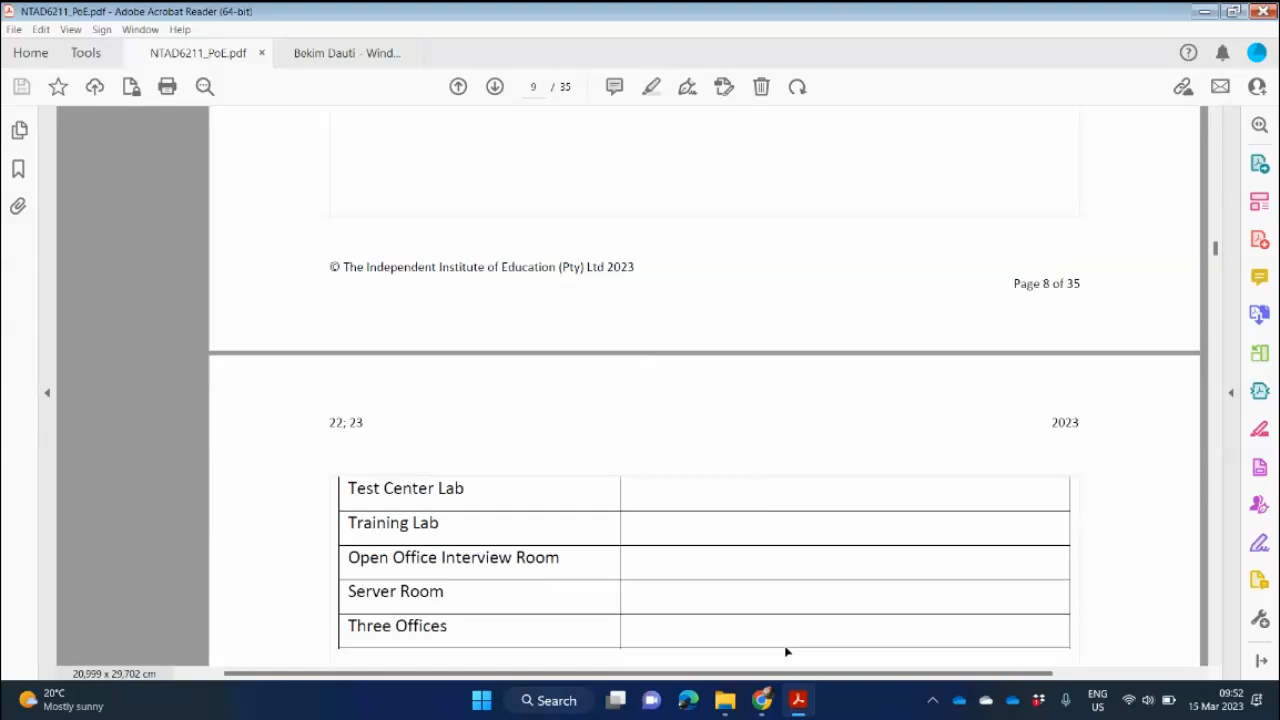 NTAD6211_PoE.pdf - Adobe Acrobat Reader (64-bit)
File Edit View Sign Window Help
Home Tools NTAD6211_PoE.pdf × Bekim Dauti - Wind...
9 / 35
© The Independent Institute of Education (Pty) Ltd 2023
Page 8 of 35
22; 23 2023
Test Center Lab
Training Lab
Open Office Interview Room
Server Room
Three Offices
20,999 x 29,702 cm
20°C
Mostly sunny
Search
ENG
US
09:52
15 Mar 2023